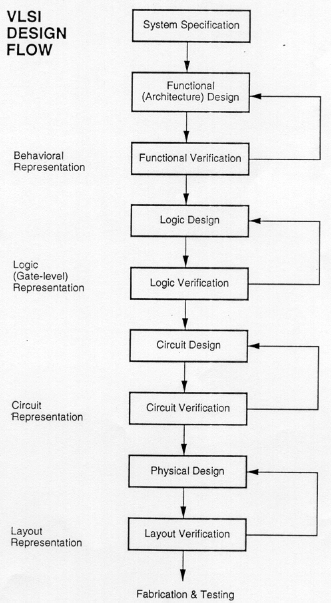 VLSI
DESIGN
FLOW
System Specification
Functional
(Architecture) Design
Behavioral
Representation
Functional Verification
Logic Design
Logic
(Gate-level)
Representation
Logic Verification
Circuit Design
Circuit
Representation
Circuit Verification
Physical Design
Layout
Representation
Layout Verification
Fabrication & Testing